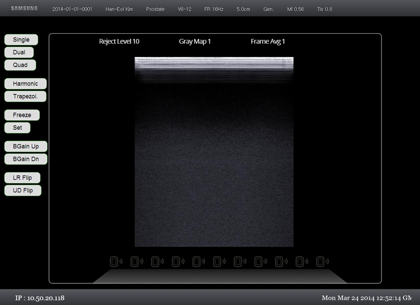 SAMSUNG 2014-01-01-0001 Han-Eol Kim Prostate VI-12 FR 16Hz 5.0cm Gen. MI 0.56 Tis 0.8
Reject Level 10 Gray Map 1 Frame Avg 1
Single
Dual
Quad
Harmonic
Trapezoi.
Freeze
Set
BGain Up
BGain Dn
LR Flip
UD Flip
IP : 10.50.20.118 Mon Mar 24 2014 12:52:14